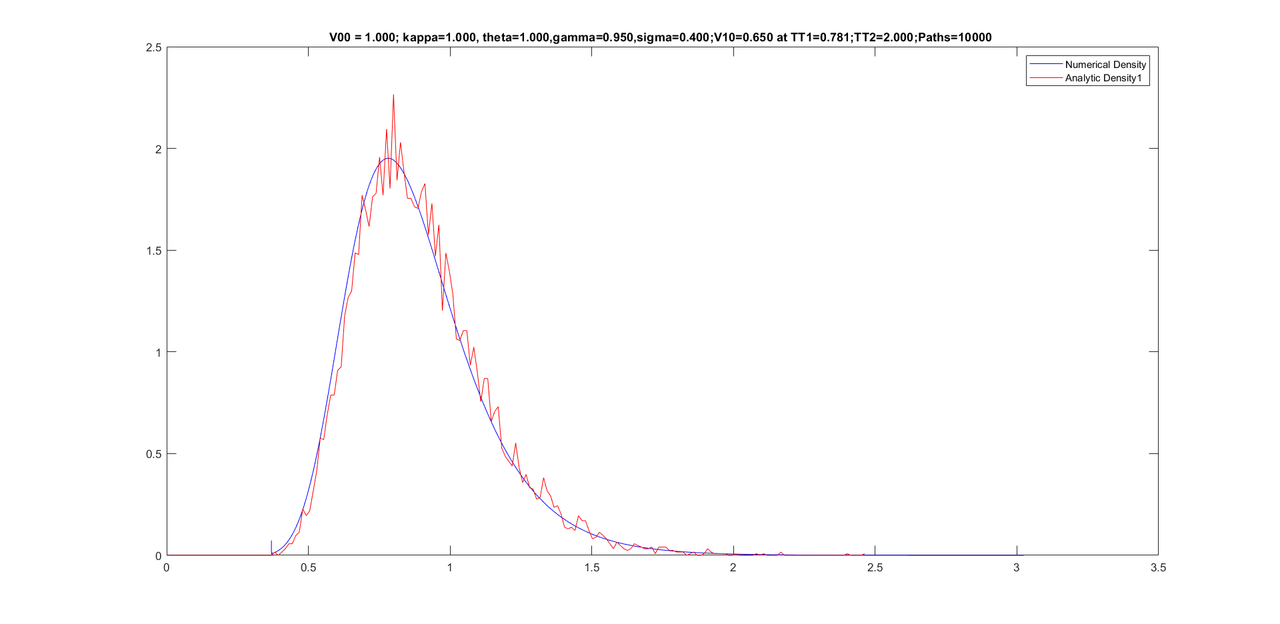 V00 = 1.000; kappa=1.000, theta=1.000,gamma=0.950,sigma=0.400;V10=0.650 at TT1=0.781;TT2=2.000;Paths=10000
Numerical Density
Analytic Density1
2.5
2
1.5
1
0.5
0
0 0.5 1 1.5 2 2.5 3 3.5